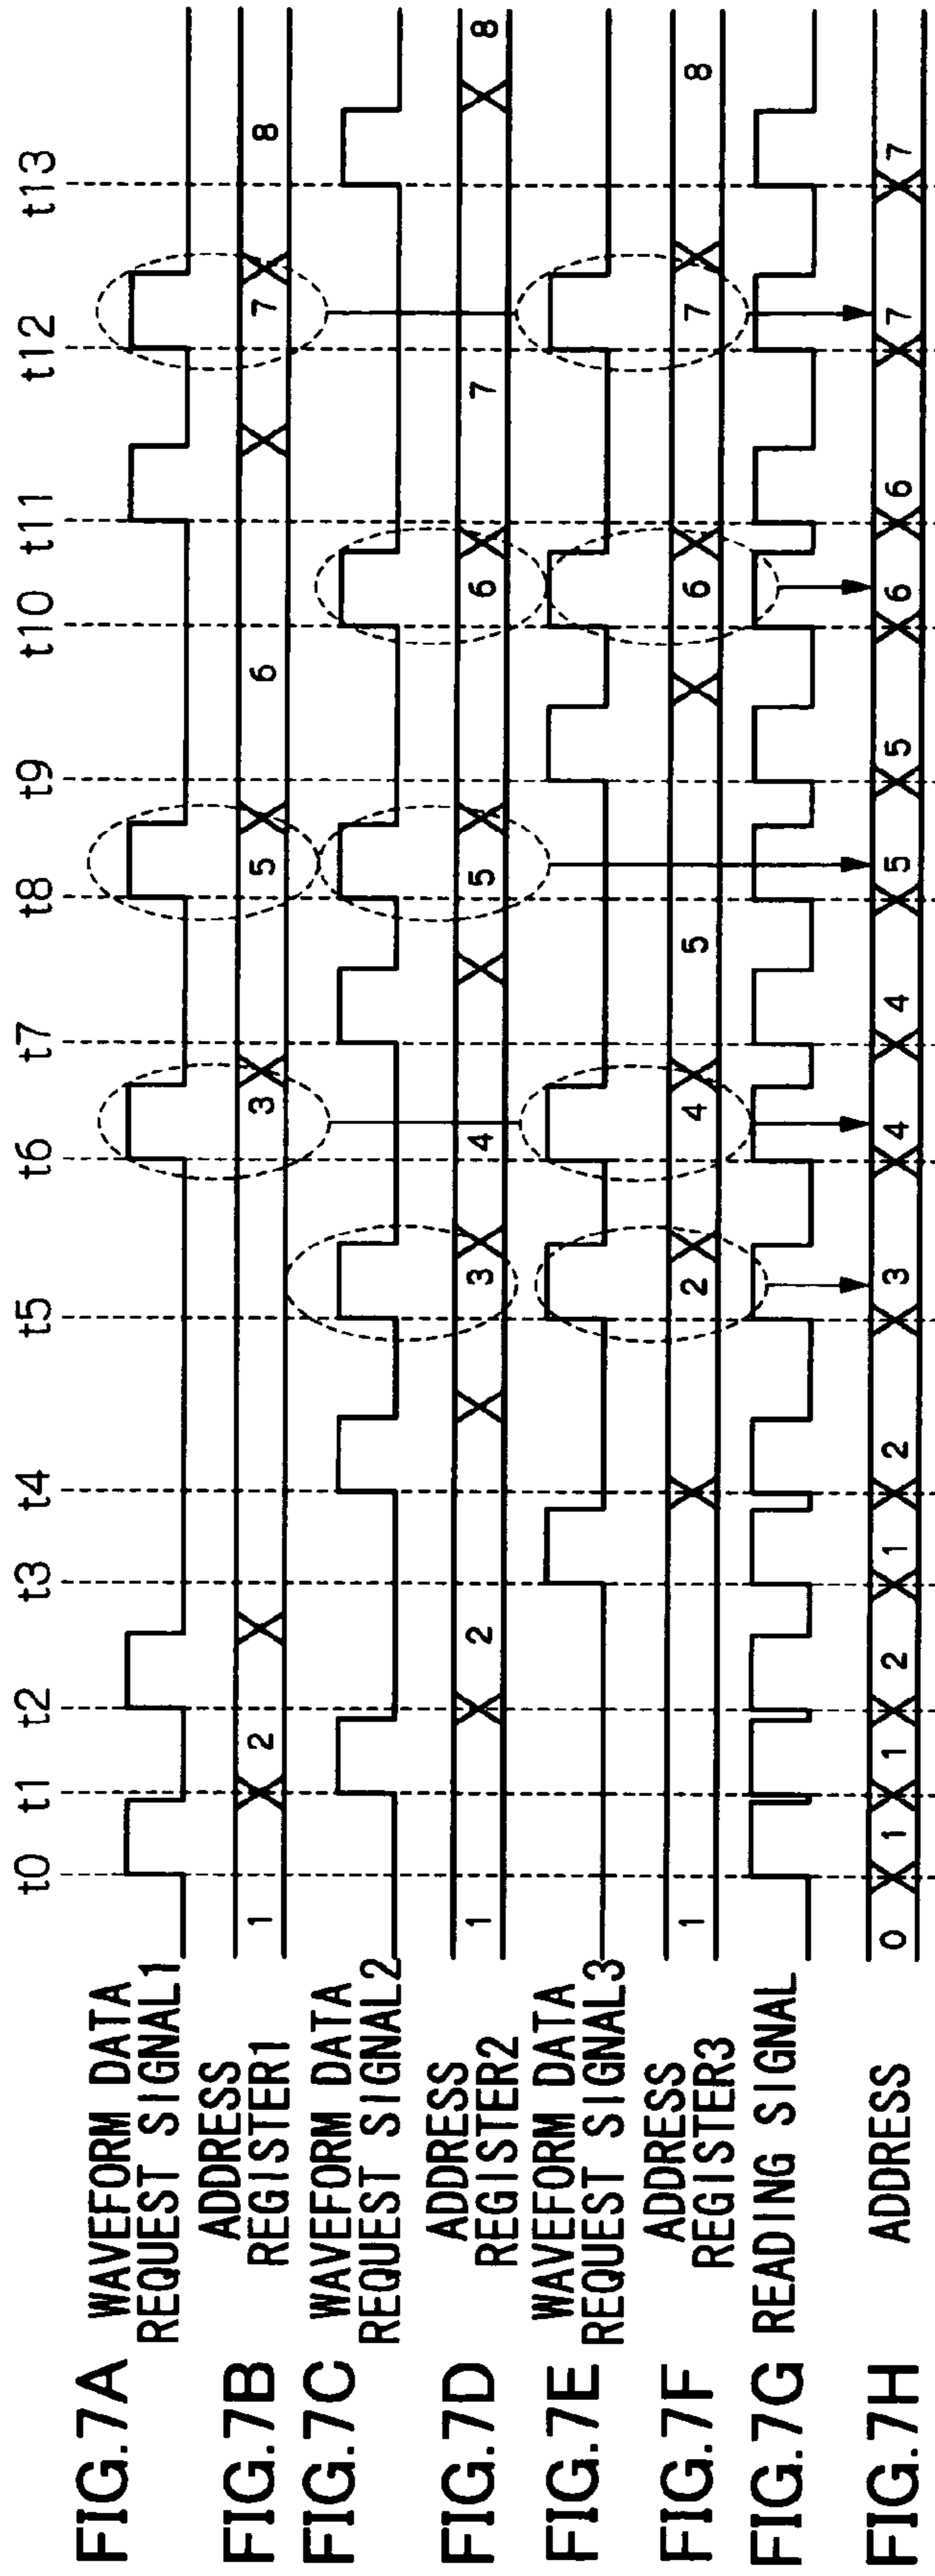 t0 t1 t2 t3 t4 t5 t6 t7 t8 t9 t10 t11 t12 t13
FIG.7A WAVEFORM DATA
REQUEST SIGNAL1
FIG.7B ADDRESS
REGISTER1
1 2 3 5 6 7 8
FIG.7C WAVEFORM DATA
REQUEST SIGNAL2
FIG.7D ADDRESS
REGISTER2
1 2 3 4 5 6 7 8
FIG.7E WAVEFORM DATA
REQUEST SIGNAL3
FIG.7F ADDRESS
REGISTER3
1 2 4 5 6 7 8
FIG.7G READING SIGNAL
FIG.7H ADDRESS
0 1 1 2 1 2 3 4 4 5 5 6 6 7 7